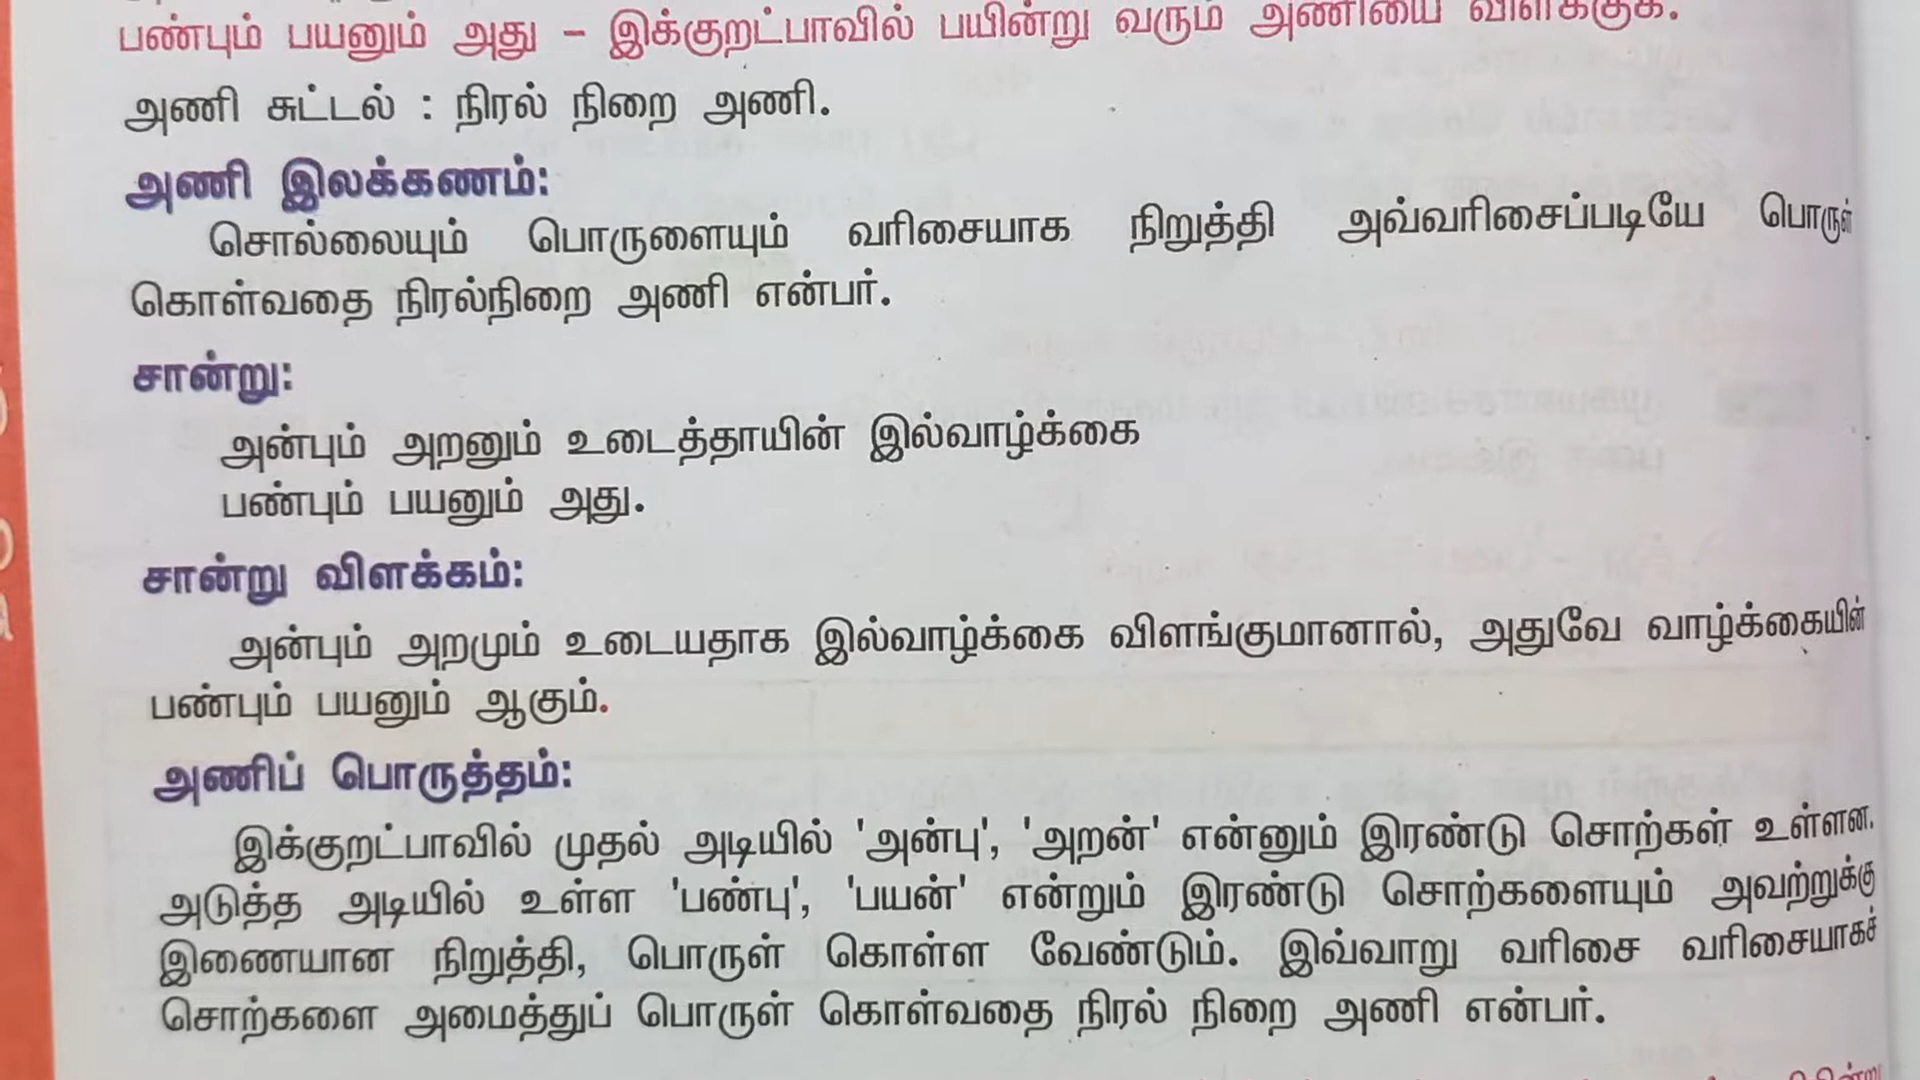 பண்பும் பயனும் அது – இக்குறட்பாவில் பயின்று வரும் அணியை விளக்குக.
அணி சுட்டல் : நிரல் நிறை அணி.
அணி இலக்கணம்:
சொல்லையும் பொருளையும் வரிசையாக நிறுத்தி அவ்வரிசைப்படியே பொருள்
கொள்வதை நிரல்நிறை அணி என்பர்.
சான்று:
அன்பும் அறனும் உடைத்தாயின் இல்வாழ்க்கை
பண்பும் பயனும் அது.
சான்று விளக்கம்:
அன்பும் அறமும் உடையதாக இல்வாழ்க்கை விளங்குமானால், அதுவே வாழ்க்கையின்
பண்பும் பயனும் ஆகும்.
அணிப் பொருத்தம்:
இக்குறட்பாவில் முதல் அடியில் 'அன்பு', 'அறன்' என்னும் இரண்டு சொற்கள் உள்ளன.
அடுத்த அடியில் உள்ள 'பண்பு', 'பயன்' என்றும் இரண்டு சொற்களையும் அவற்றுக்கு
இணையான நிறுத்தி, பொருள் கொள்ள வேண்டும். இவ்வாறு வரிசை வரிசையாகச்
சொற்களை அமைத்துப் பொருள் கொள்வதை நிரல் நிறை அணி என்பர்.